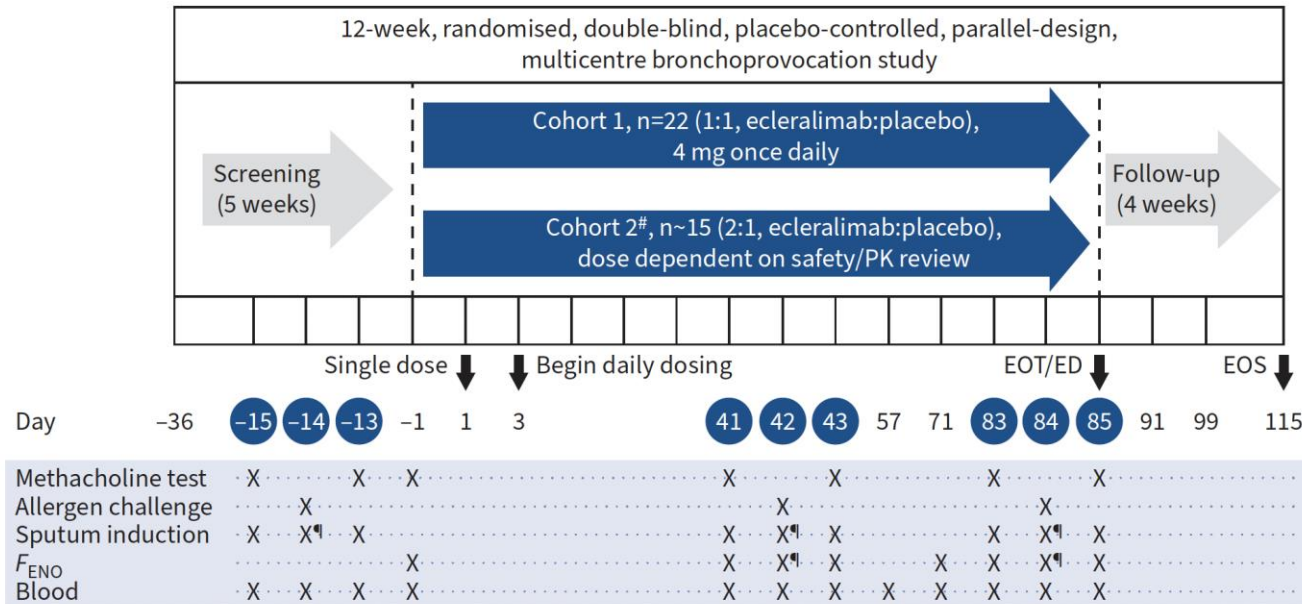 12-week, randomised, double-blind, placebo-controlled, parallel-design,
multicentre bronchoprovocation study
Cohort 1, n=22 (1:1, ecleralimab:placebo),
4 mg once daily
Screening
(5 weeks)
Follow-up
(4 weeks)
Cohort 2#, n~15 (2:1, ecleralimab:placebo),
dose dependent on safety/PK review
Single dose Begin daily dosing EOT/ED EOS
Day –36 –15 –14 –13 –1 1 3 41 42 43 57 71 83 84 85 91 99 115
Methacholine test X X X X X X X
Allergen challenge X X X
Sputum induction X X¶ X X X¶ X X X¶ X
FENO X X X¶ X X X X¶ X
Blood X X X X X X X X X X X X